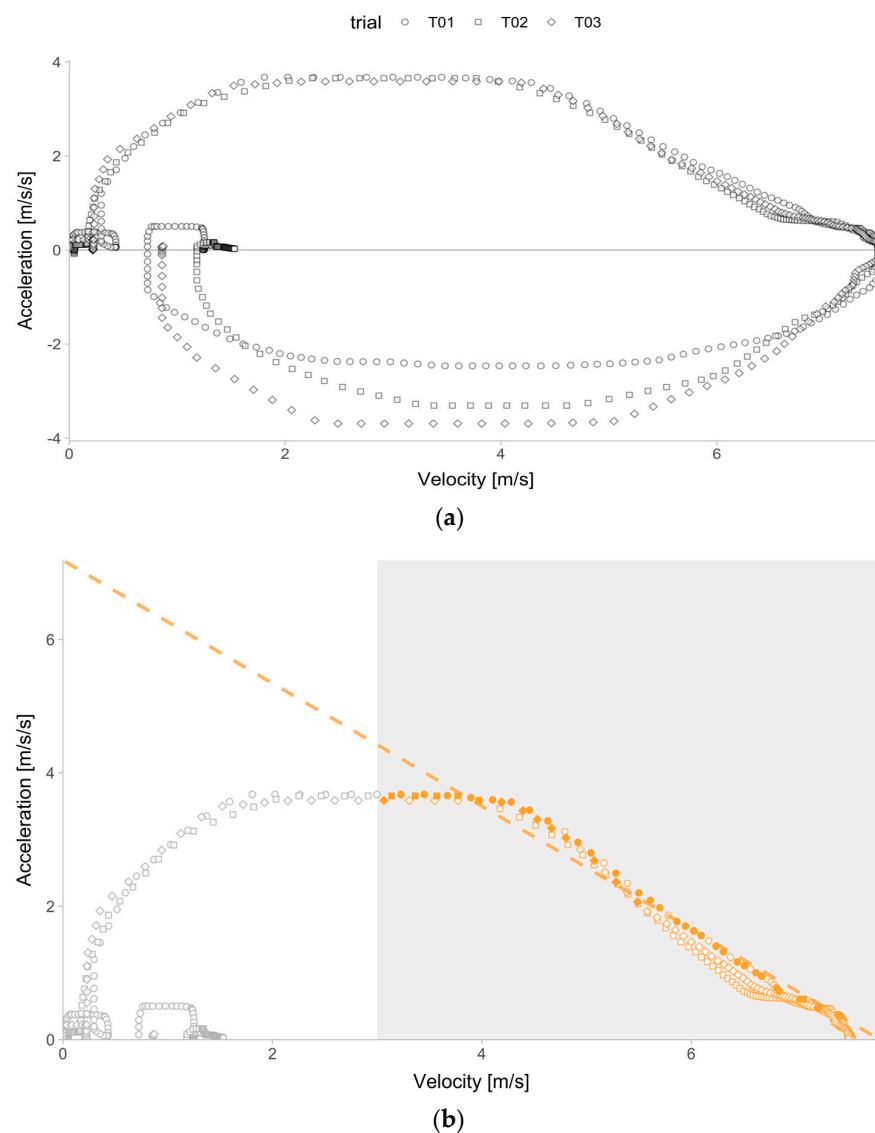 trial T01 T02 T03
4
2
0
-2
-4
Acceleration [m/s/s]
0 2 4 6
Velocity [m/s]
(a)
6
4
2
0
Acceleration [m/s/s]
0 2 4 6
Velocity [m/s]
(b)